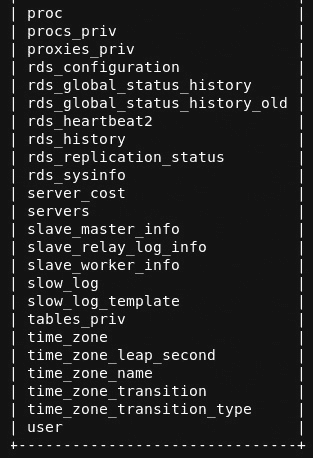 | proc                          |
| procs_priv                    |
| proxies_priv                  |
| rds_configuration             |
| rds_global_status_history     |
| rds_global_status_history_old |
| rds_heartbeat2                |
| rds_history                   |
| rds_replication_status        |
| rds_sysinfo                   |
| server_cost                   |
| servers                       |
| slave_master_info             |
| slave_relay_log_info          |
| slave_worker_info             |
| slow_log                      |
| slow_log_template             |
| tables_priv                   |
| time_zone                     |
| time_zone_leap_second         |
| time_zone_name                |
| time_zone_transition          |
| time_zone_transition_type     |
| user                          |
+-------------------------------+